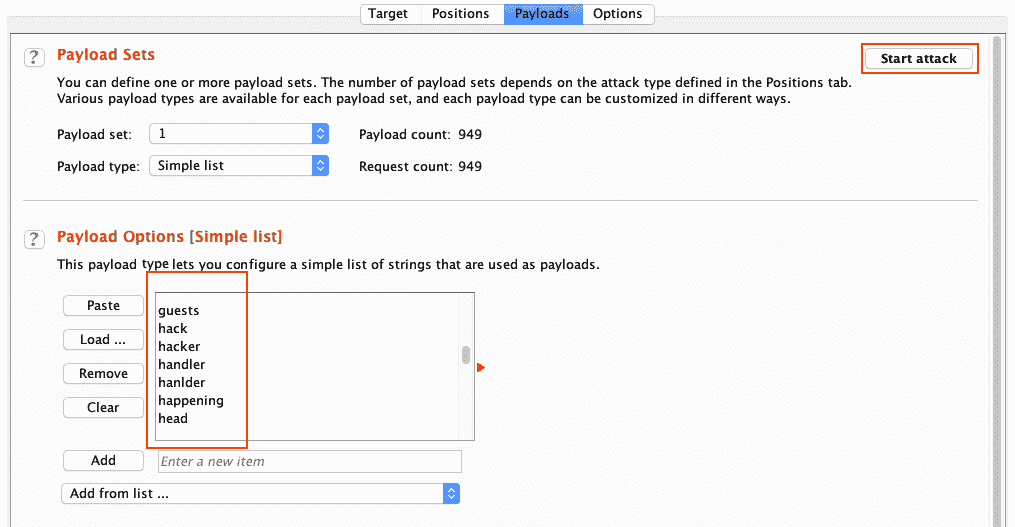 Target Positions Payloads Options
? Payload Sets Start attack
You can define one or more payload sets. The number of payload sets depends on the attack type defined in the Positions tab.
Various payload types are available for each payload set, and each payload type can be customized in different ways.
Payload set: 1 Payload count: 949
Payload type: Simple list Request count: 949
? Payload Options [Simple list]
This payload type lets you configure a simple list of strings that are used as payloads.
Paste
Load ...
Remove
Clear
guests
hack
hacker
handler
hanlder
happening
head
Add Enter a new item
Add from list ...